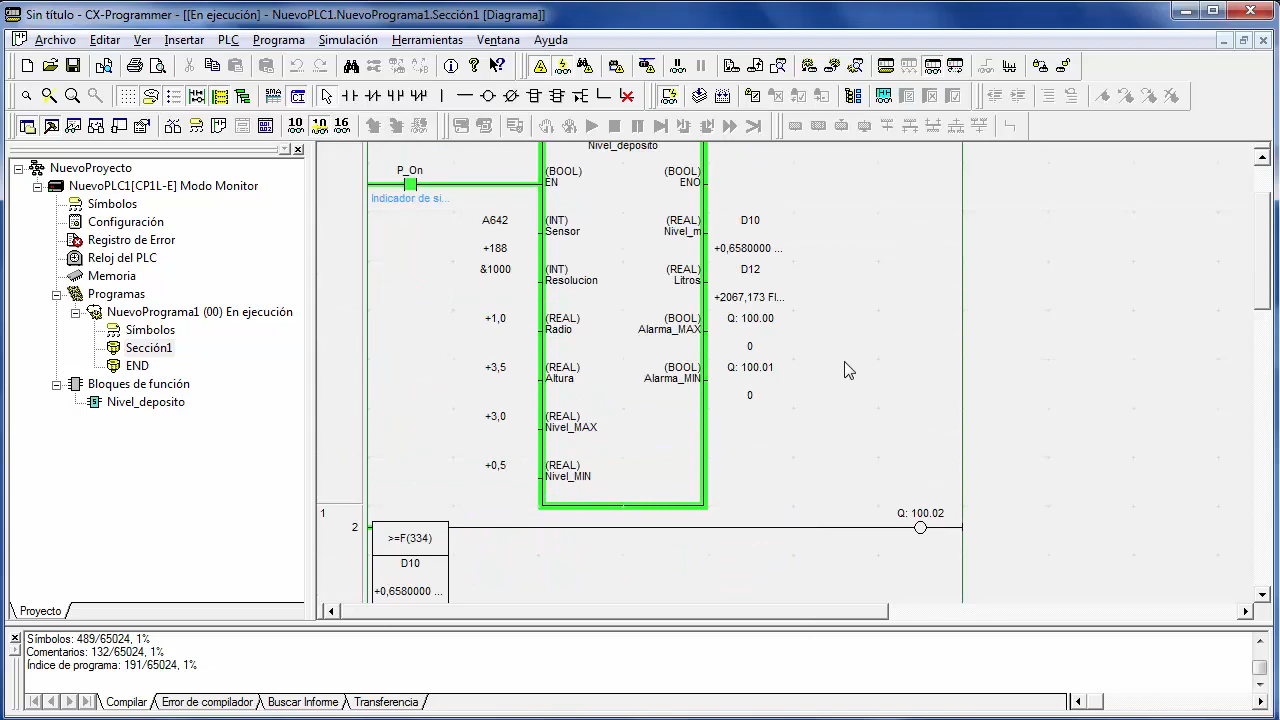 Sin título - CX-Programmer - [[En ejecución] - NuevoPLC1.NuevoPrograma1.Sección1 [Diagrama]]
Archivo Editar Ver Insertar PLC Programa Simulación Herramientas Ventana Ayuda
SMA CI
10 10 16
NuevoProyecto
NuevoPLC1[CP1L-E] Modo Monitor
Símbolos
Configuración
Registro de Error
Reloj del PLC
Memoria
Programas
NuevoPrograma1 (00) En ejecución
Símbolos
Sección1
END
Bloques de función
Nivel_deposito
Proyecto
Nivel_deposito
P_On
Indicador de si...
(BOOL)
EN
(BOOL)
ENO
A642
(INT)
Sensor
(REAL)
Nivel_m
D10
+188
+0,6580000 ...
&1000
(INT)
Resolucion
(REAL)
Litros
D12
+2067,173 Fl...
+1,0
(REAL)
Radio
(BOOL)
Alarma_MAX
Q: 100.00
0
+3,5
(REAL)
Altura
(BOOL)
Alarma_MIN
Q: 100.01
0
+3,0
(REAL)
Nivel_MAX
+0,5
(REAL)
Nivel_MIN
1
2
Q: 100.02
>=F(334)
D10
+0,6580000 ...
Símbolos: 489/65024, 1%
Comentarios: 132/65024, 1%
Índice de programa: 191/65024, 1%
Compilar Error de compilador Buscar Informe Transferencia